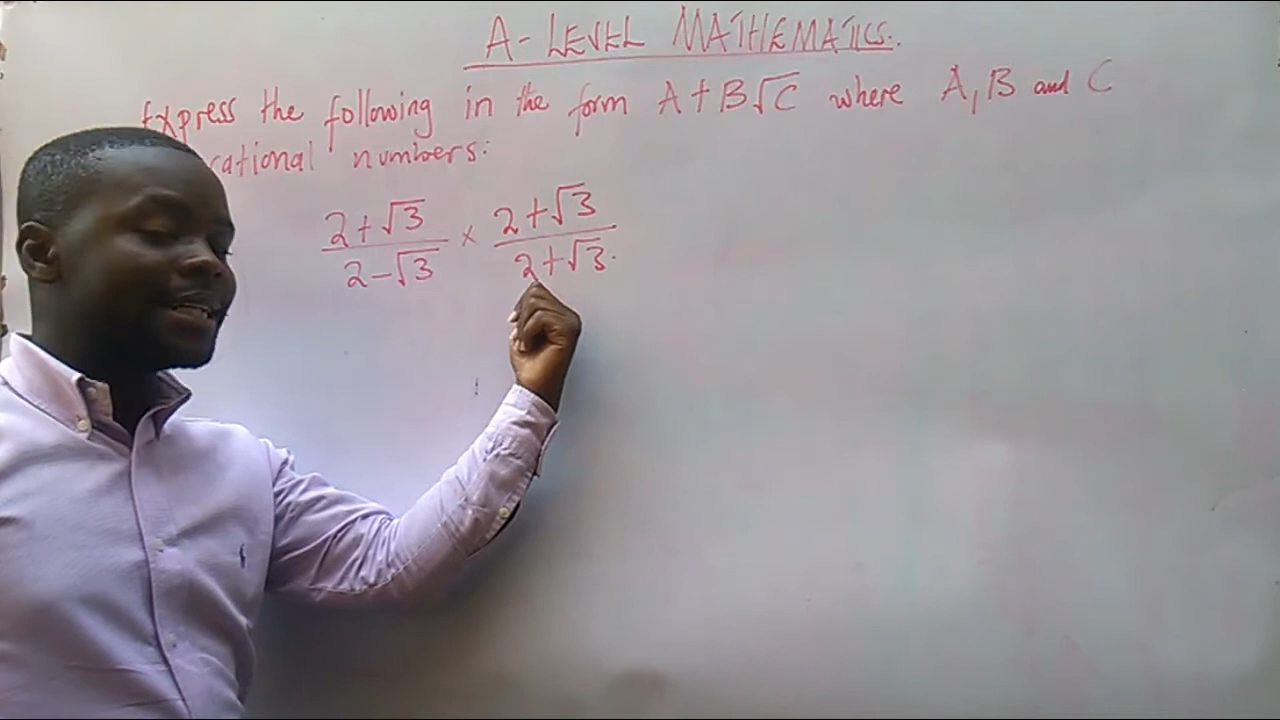 A-LEVEL MATHEMATICS.
Express the following in the form A+B√C where A, B and C
rational numbers:
2+√3 × 2+√3
2-√3 2+√3.